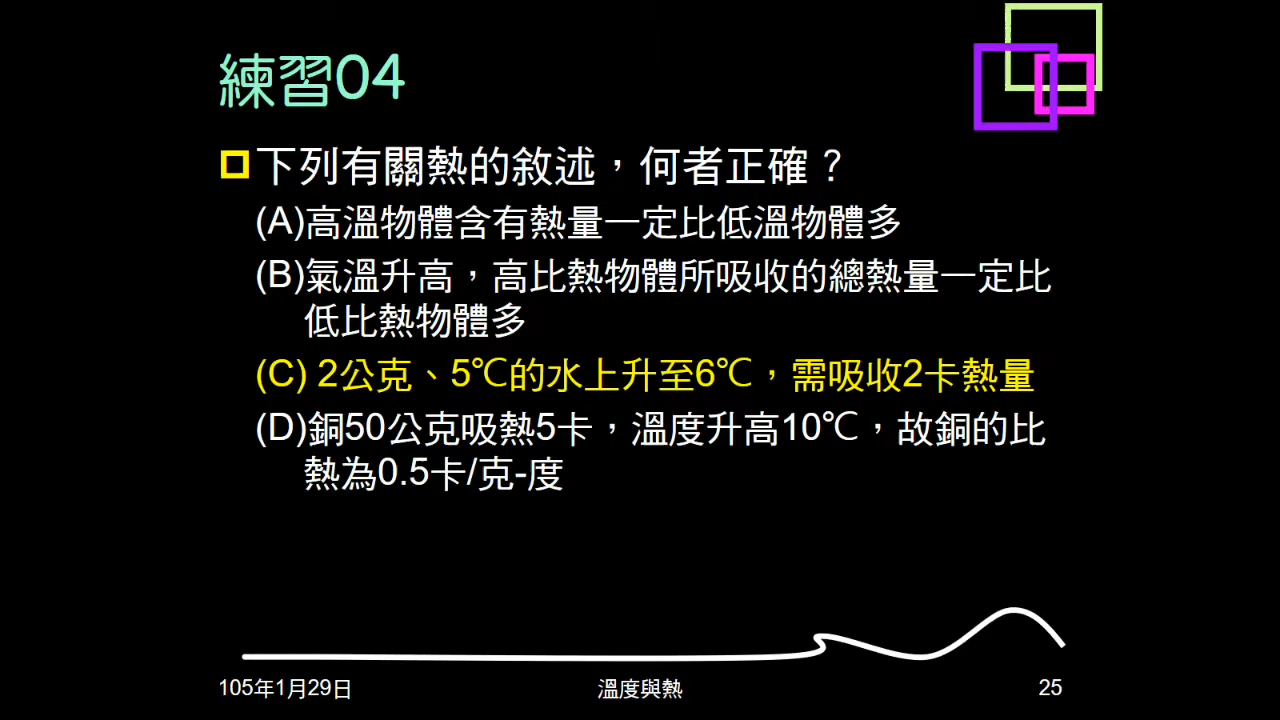 練習04
下列有關熱的敘述，何者正確？
(A)高溫物體含有熱量一定比低溫物體多
(B)氣溫升高，高比熱物體所吸收的總熱量一定比
低比熱物體多
(C) 2公克、5℃的水上升至6℃，需吸收2卡熱量
(D)銅50公克吸熱5卡，溫度升高10℃，故銅的比
熱為0.5卡/克-度
105年1月29日
溫度與熱
25